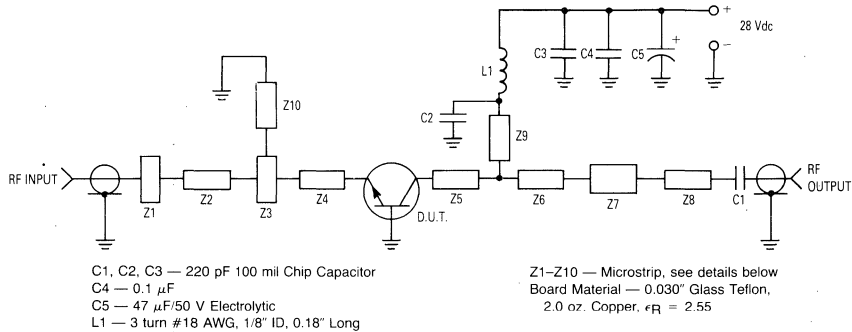 +
28 Vdc
−
C3
C4
C5
+
L1
C2
Z10
Z9
RF INPUT
Z1
Z2
Z3
Z4
D.U.T.
Z5
Z6
Z7
Z8
C1
RF
OUTPUT
C1, C2, C3 — 220 pF 100 mil Chip Capacitor
C4 — 0.1 μF
C5 — 47 μF/50 V Electrolytic
L1 — 3 turn #18 AWG, 1/8″ ID, 0.18″ Long
Z1–Z10 — Microstrip, see details below
Board Material — 0.030″ Glass Teflon,
2.0 oz. Copper, ϵR = 2.55